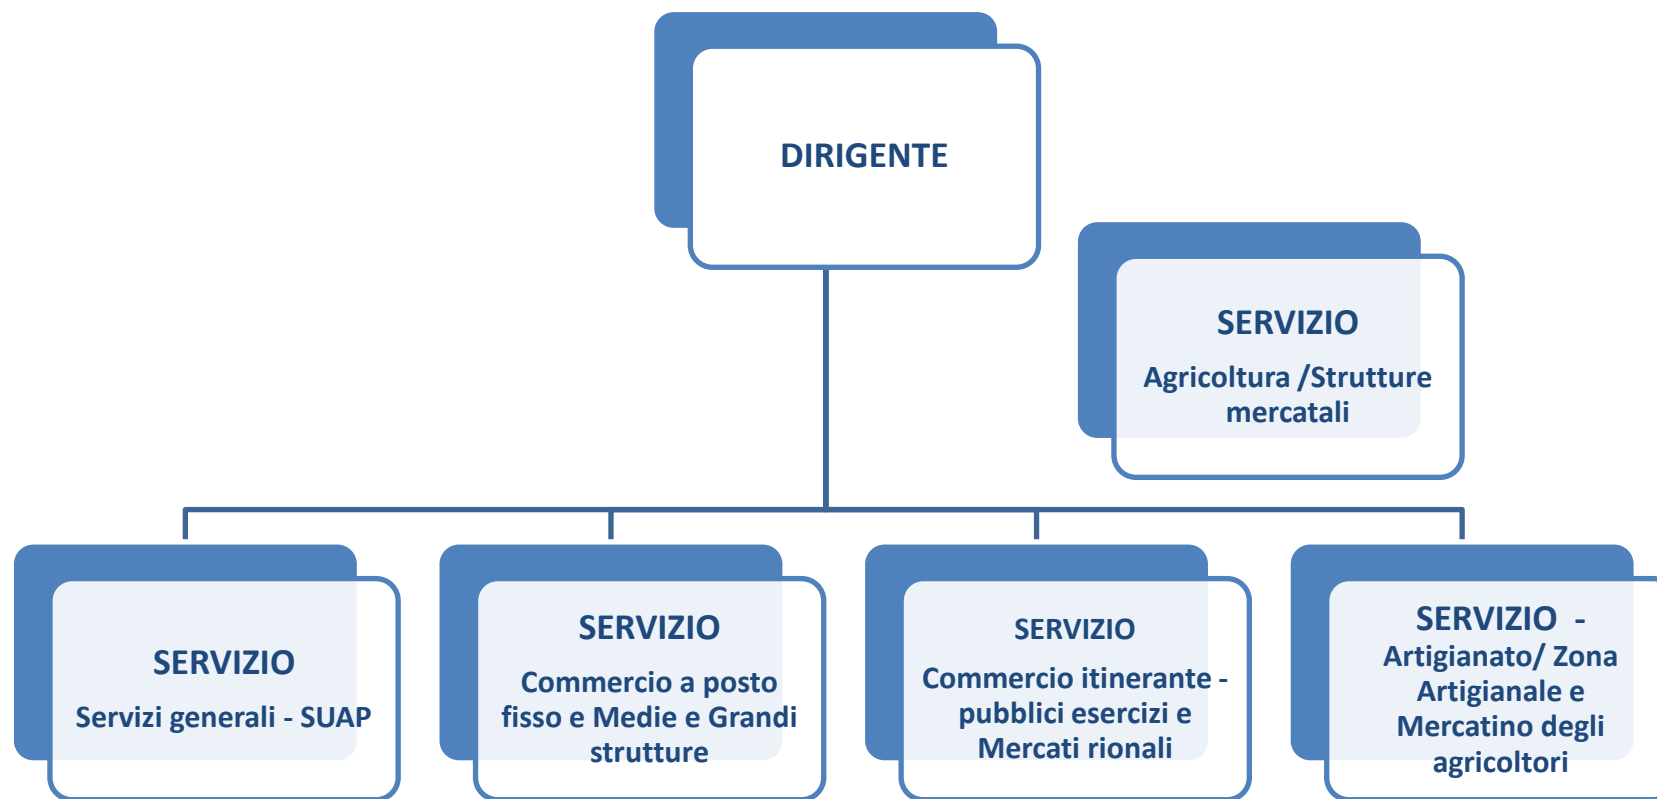 DIRIGENTE
SERVIZIO
Agricoltura /Strutture
mercatali
SERVIZIO
Servizi generali - SUAP
SERVIZIO
Commercio a posto
fisso e Medie e Grandi
strutture
SERVIZIO
Commercio itinerante -
pubblici esercizi e
Mercati rionali
SERVIZIO  -
Artigianato/ Zona
Artigianale e
Mercatino degli
agricoltori